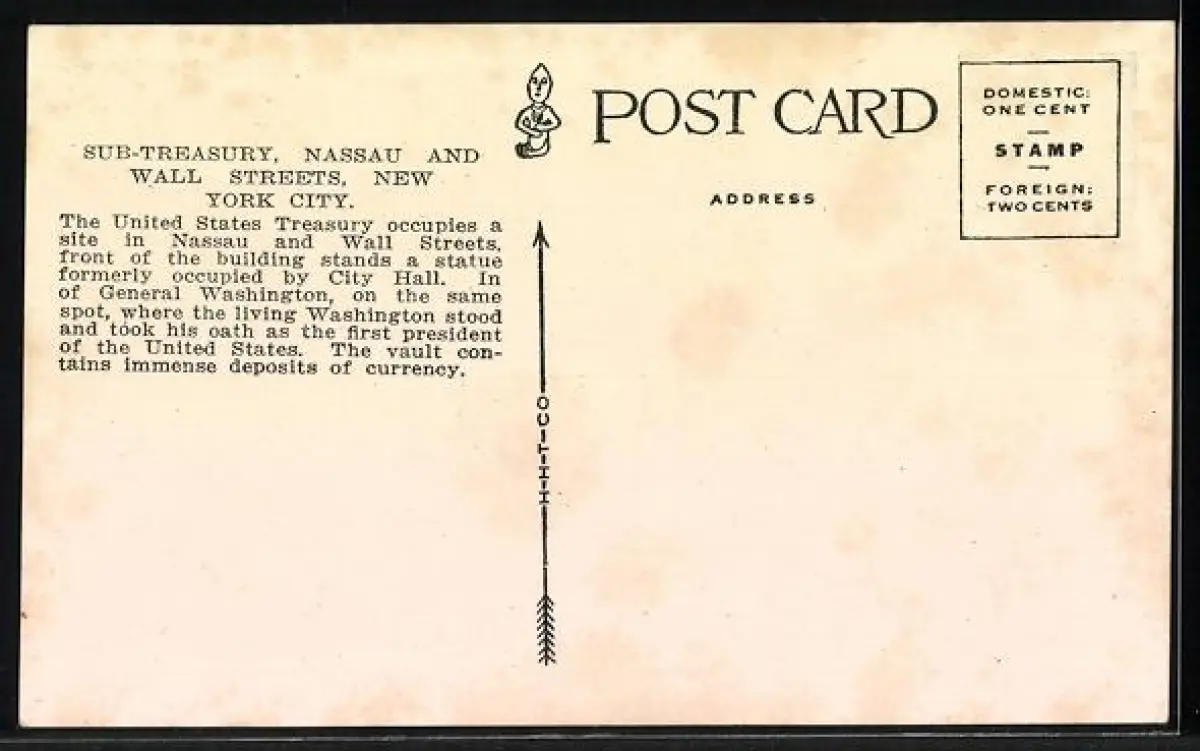 SUB-TREASURY, NASSAU AND
WALL STREETS, NEW
YORK CITY.
The United States Treasury occupies a
site in Nassau and Wall Streets,
front of the building stands a statue
formerly occupied by City Hall. In
of General Washington, on the same
spot, where the living Washington stood
and took his oath as the first president
of the United States. The vault con-
tains immense deposits of currency.
H-H-T-CO
POST CARD
ADDRESS
DOMESTIC:
ONE CENT
STAMP
FOREIGN:
TWO CENTS